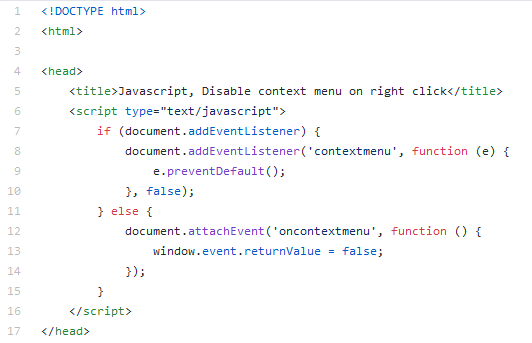 1 <!DOCTYPE html>
2 <html>
3
4 <head>
5     <title>Javascript, Disable context menu on right click</title>
6     <script type="text/javascript">
7         if (document.addEventListener) {
8             document.addEventListener('contextmenu', function (e) {
9                 e.preventDefault();
10             }, false);
11         } else {
12             document.attachEvent('oncontextmenu', function () {
13                 window.event.returnValue = false;
14             });
15         }
16     </script>
17 </head>